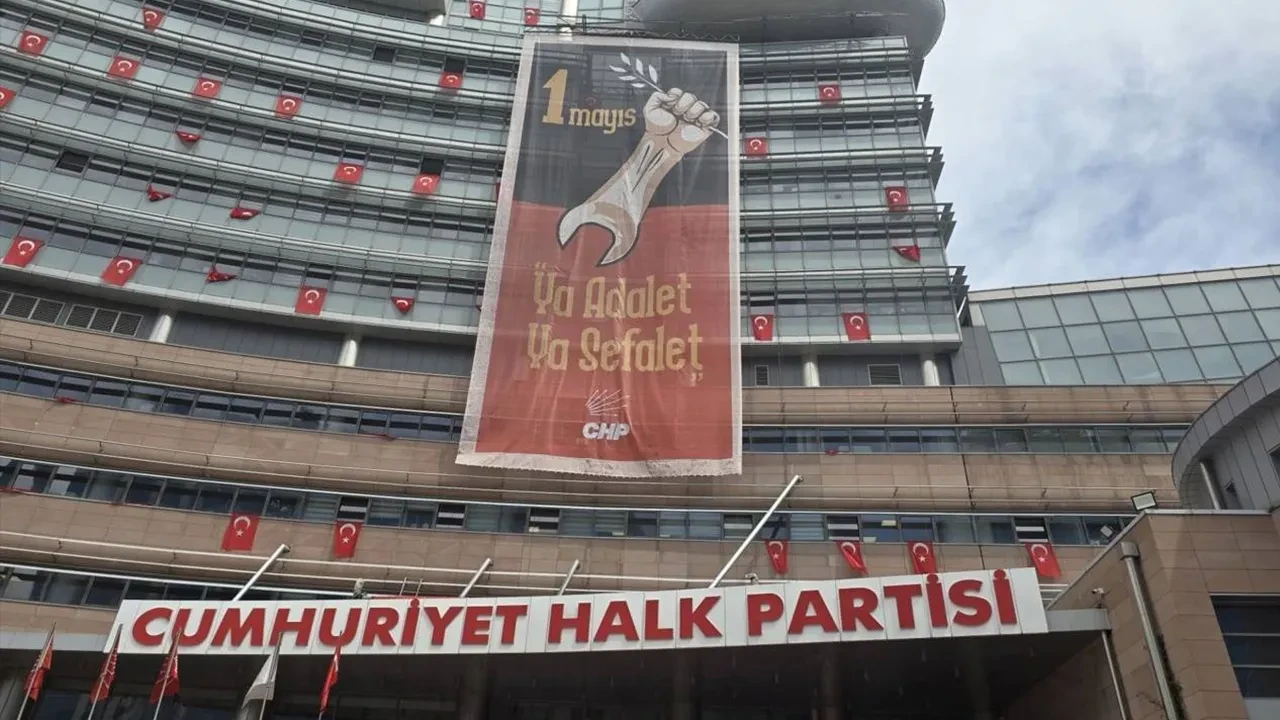 1 mayıs
"Ya Adalet
Ya Sefalet"
CHP
CUMHURİYET HALK PARTİSİ